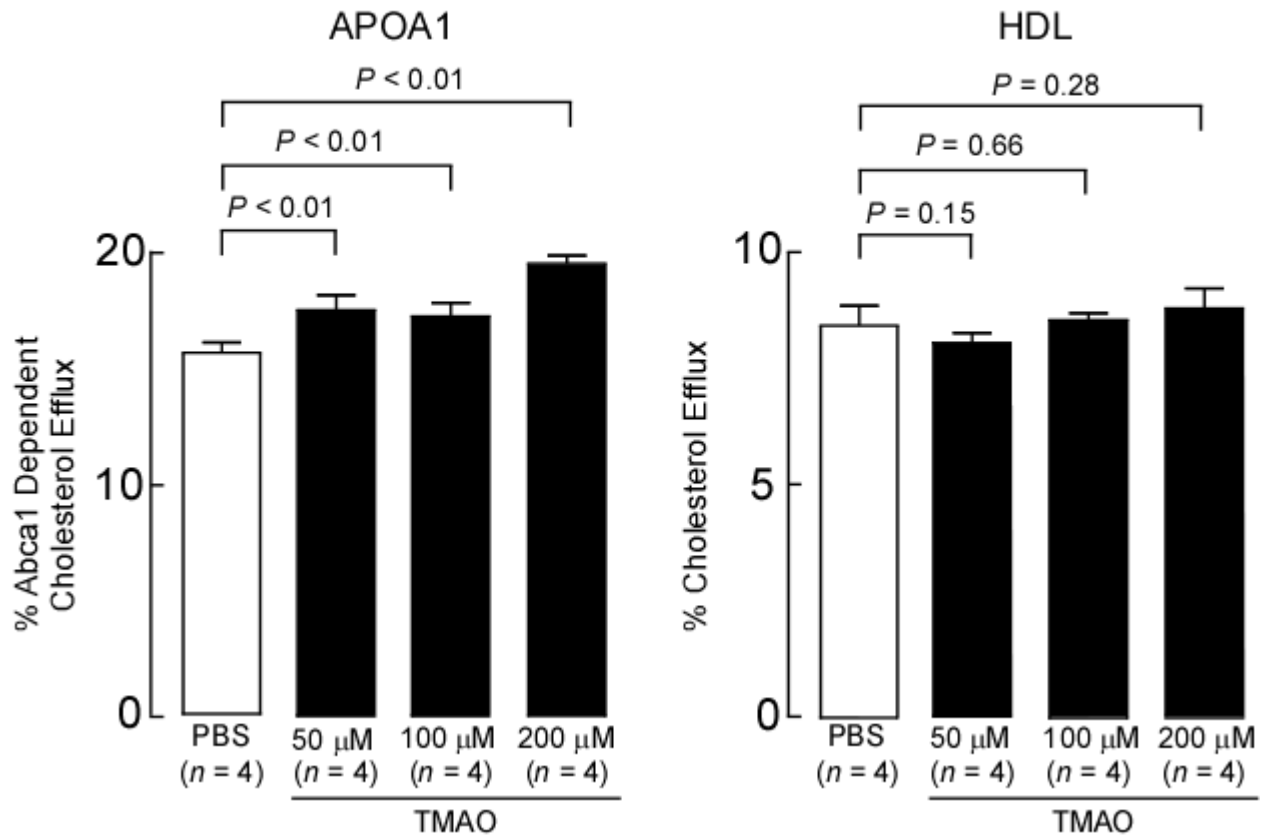 APOA1
P < 0.01
P < 0.01
P < 0.01
20
10
0
% Abca1 Dependent
Cholesterol Efflux
PBS
(n = 4)
50 μM
(n = 4)
100 μM
(n = 4)
200 μM
(n = 4)
TMAO
HDL
P = 0.28
P = 0.66
P = 0.15
10
5
0
% Cholesterol Efflux
PBS
(n = 4)
50 μM
(n = 4)
100 μM
(n = 4)
200 μM
(n = 4)
TMAO